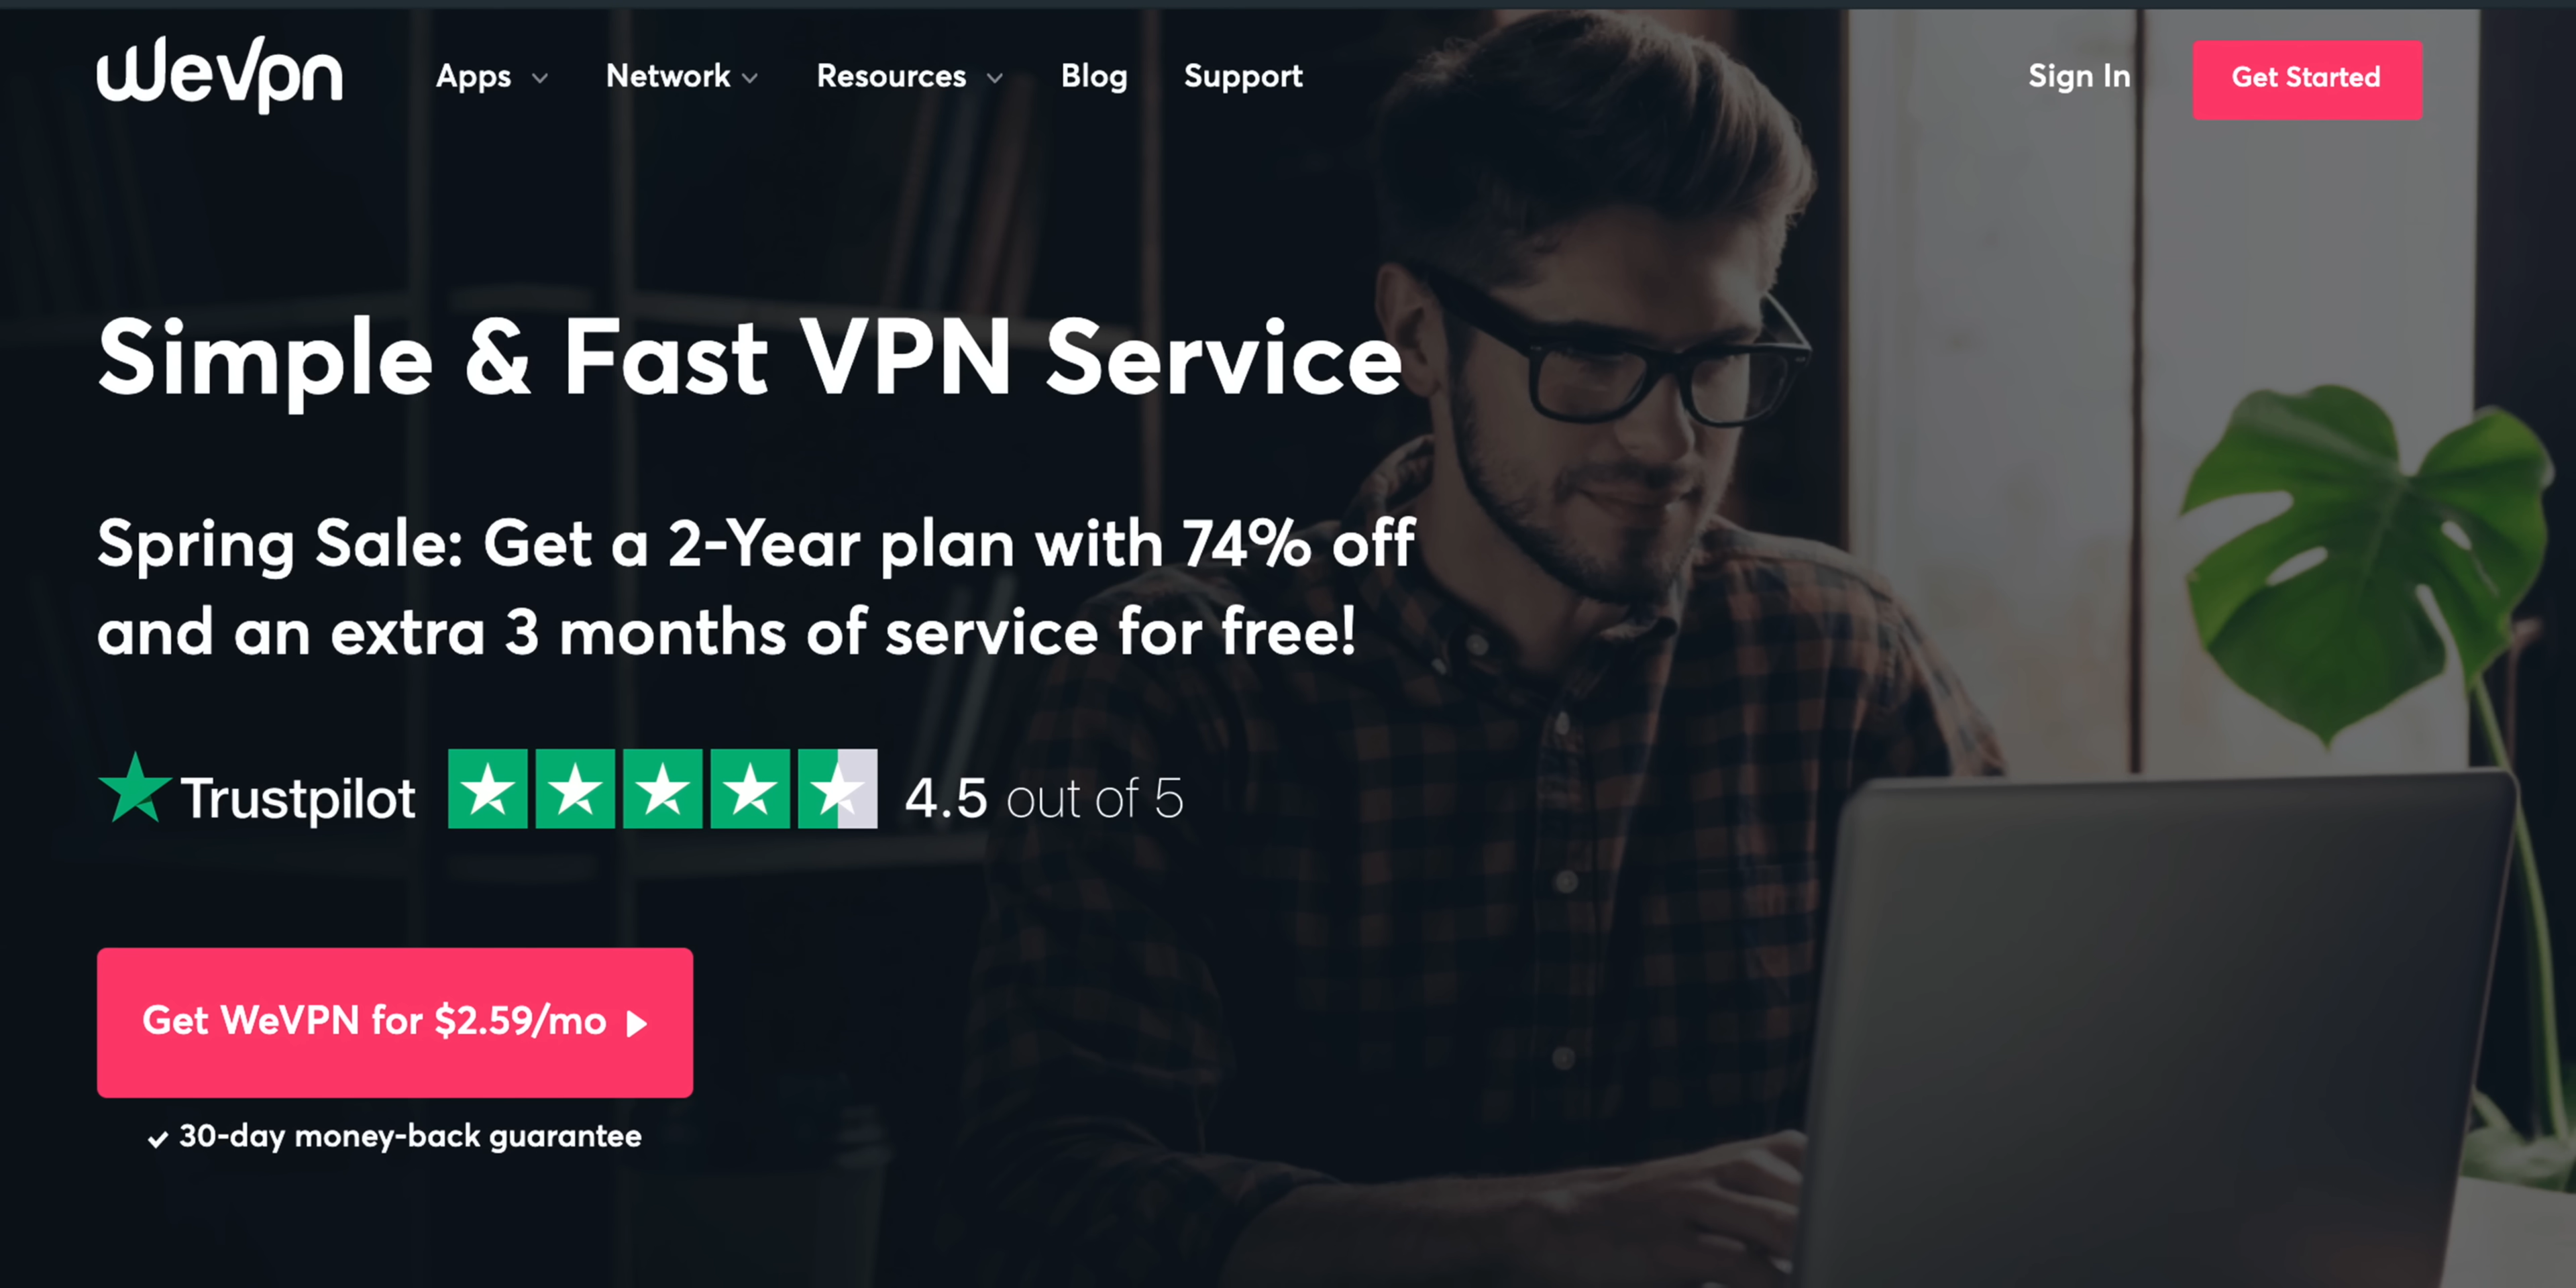 WeVpn
Apps
Network
Resources
Blog
Support
Sign In
Get Started
Simple & Fast VPN Service
Spring Sale: Get a 2-Year plan with 74% off
and an extra 3 months of service for free!
Trustpilot 4.5 out of 5
Get WeVPN for $2.59/mo
30-day money-back guarantee